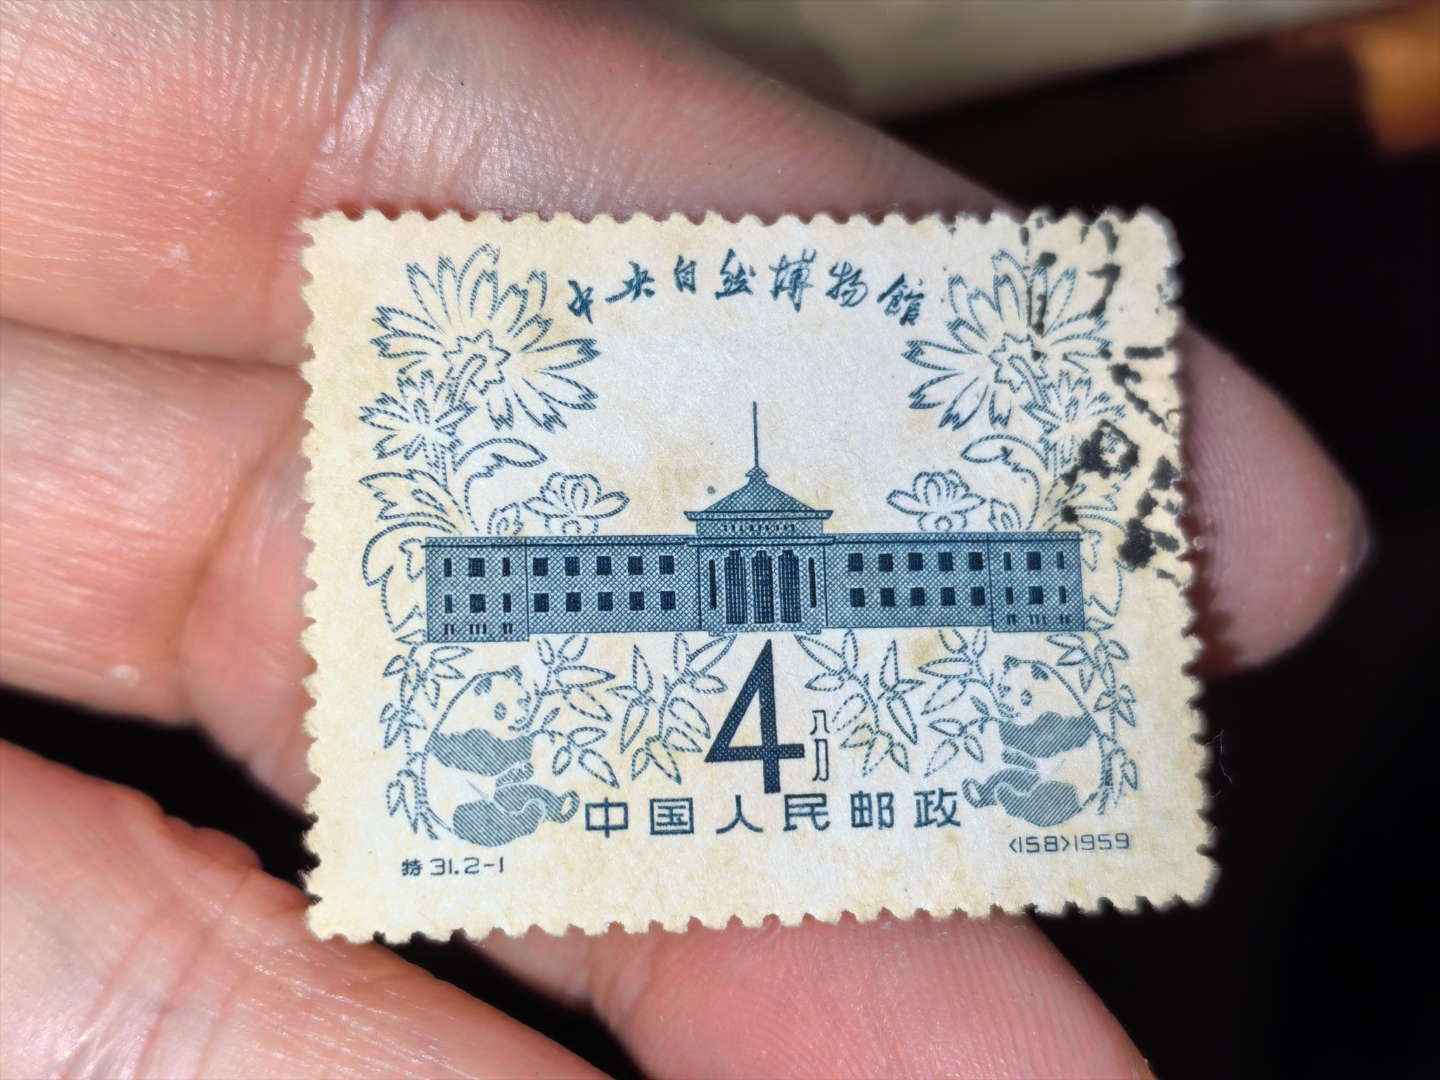 中央自然博物館
4
八分
中国人民邮政
特31.2-1
〈158〉1959